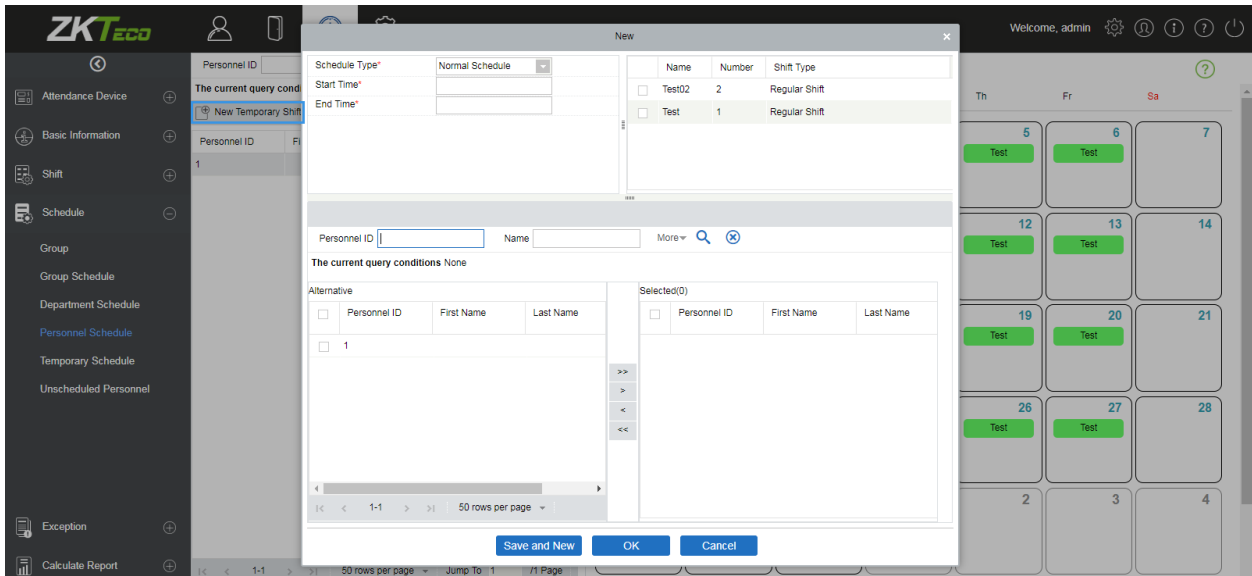 ZKTeco
Welcome, admin
New
Attendance Device
Basic Information
Shift
Schedule
Group
Group Schedule
Department Schedule
Personnel Schedule
Temporary Schedule
Unscheduled Personnel
Exception
Calculate Report
Personnel ID
The current query cond
New Temporary Shift
Personnel ID Fi
1
1-1 50 rows per page Jump To 1 /1 Page
Schedule Type* Normal Schedule
Start Time*
End Time*
Name Number Shift Type
Test02 2 Regular Shift
Test 1 Regular Shift
Personnel ID Name More
The current query conditions None
Alternative
Personnel ID First Name Last Name
1
1-1 50 rows per page
>>
>
<
<<
Selected(0)
Personnel ID First Name Last Name
Save and New OK Cancel
Th Fr Sa
5 6 7
Test Test
12 13 14
Test Test
19 20 21
Test Test
26 27 28
Test Test
2 3 4